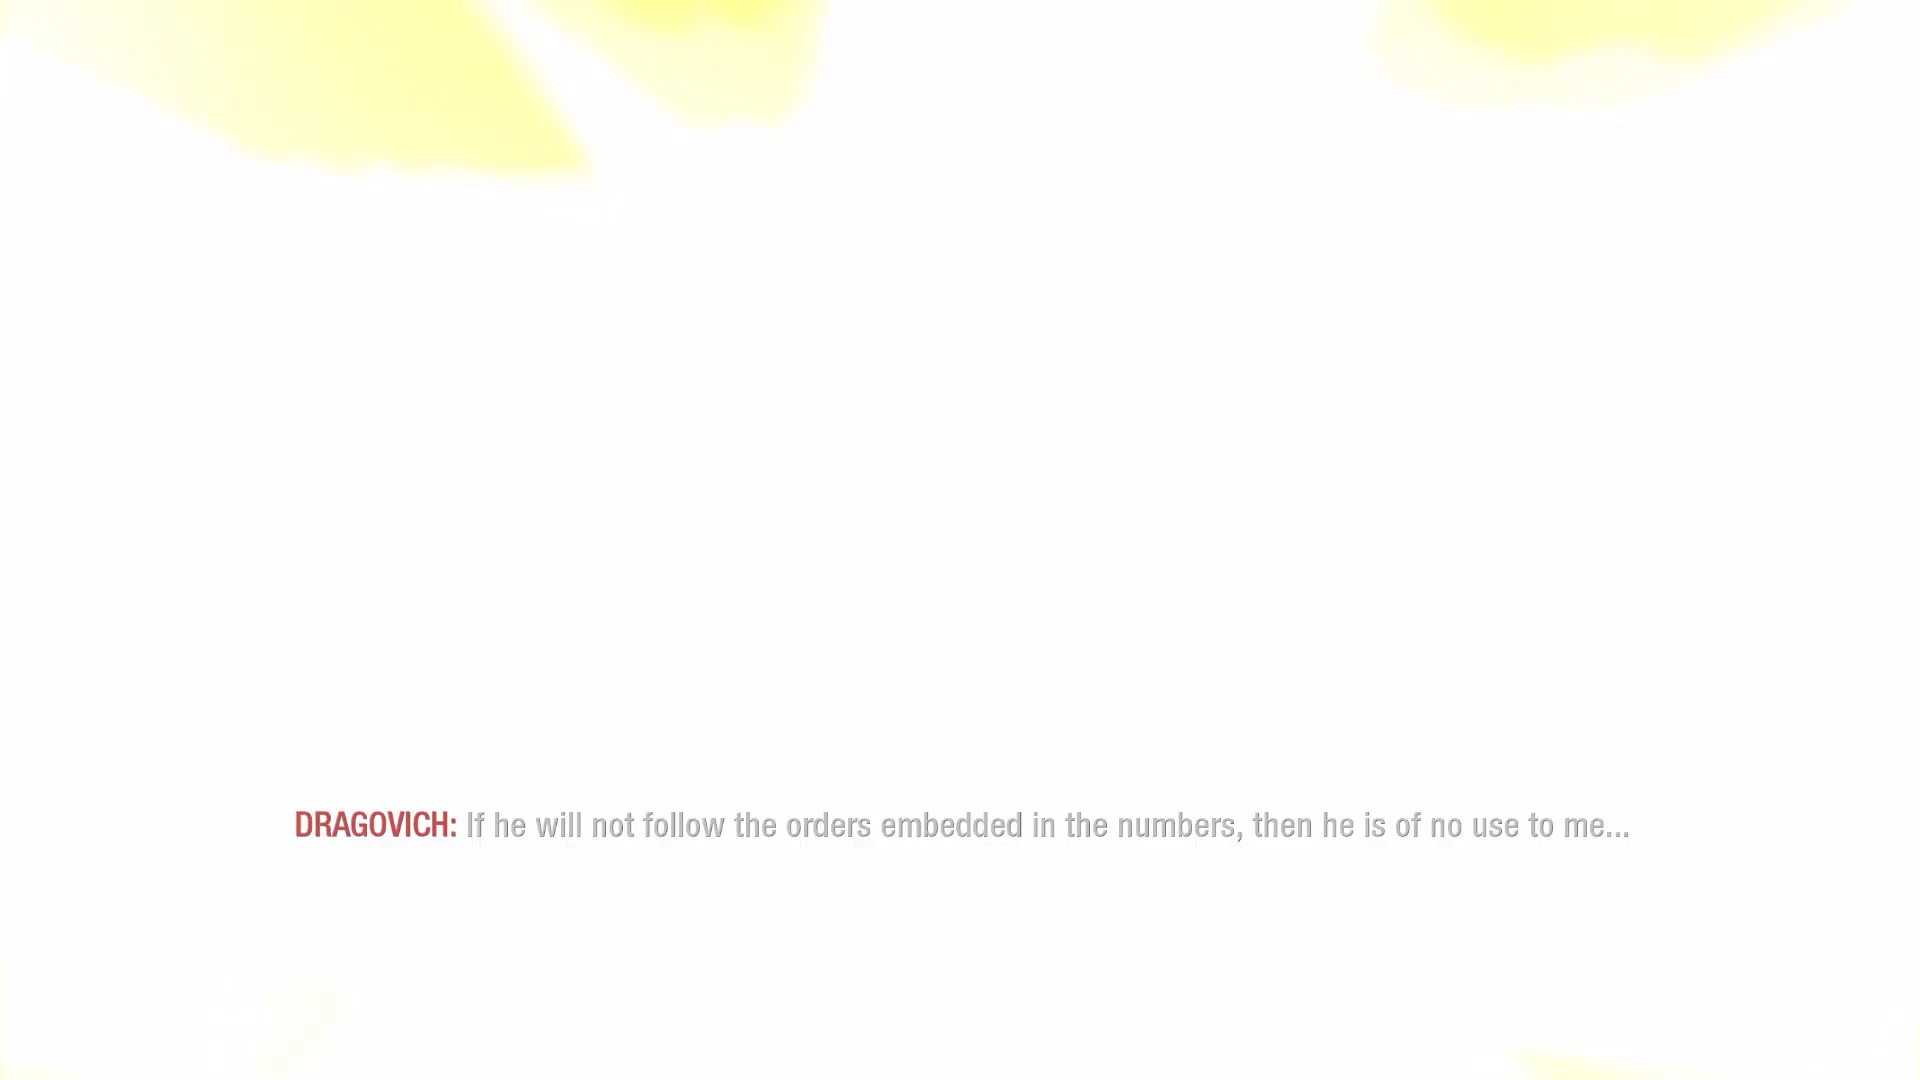 DRAGOVICH: If he will not follow the orders embedded in the numbers, then he is of no use to me...